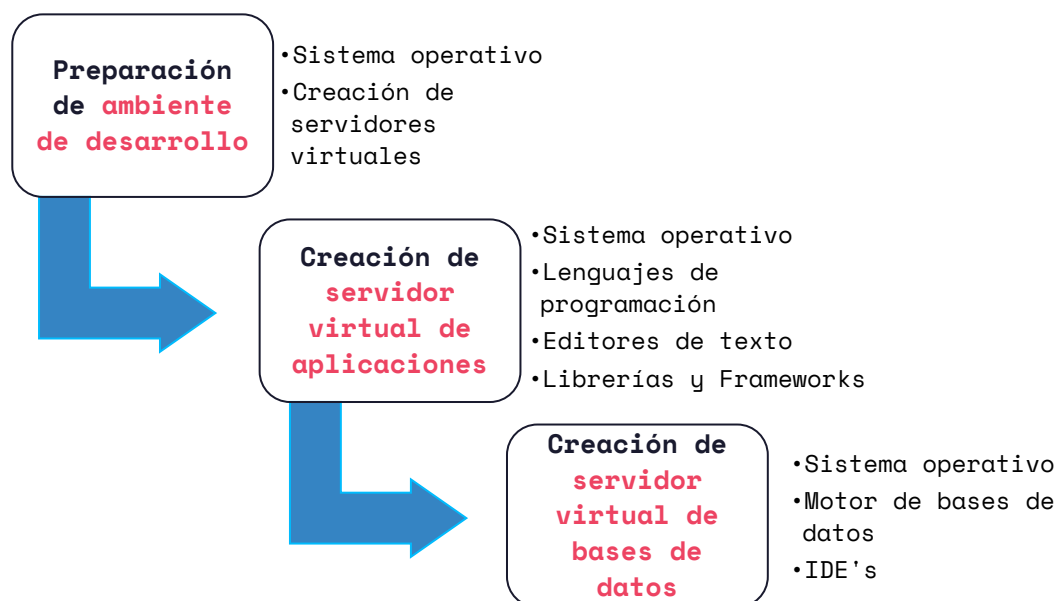 Preparación
de ambiente
de desarrollo
•Sistema operativo
•Creación de
servidores
virtuales
Creación de
servidor
virtual de
aplicaciones
•Sistema operativo
•Lenguajes de
programación
•Editores de texto
•Librerías y Frameworks
Creación de
servidor
virtual de
bases de
datos
•Sistema operativo
•Motor de bases de
datos
•IDE's